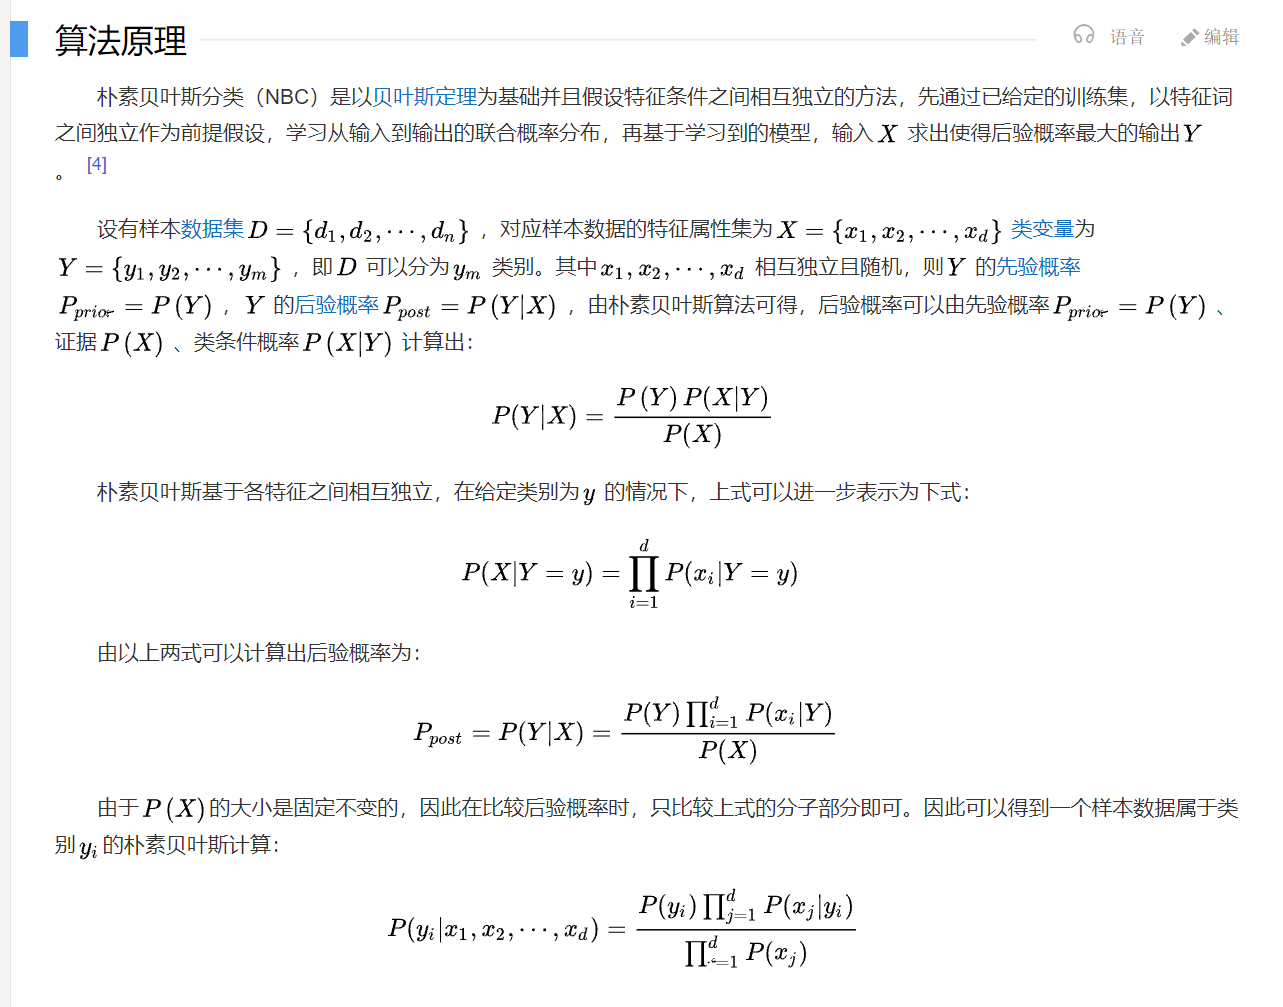 算法原理 语音 编辑
朴素贝叶斯分类（NBC）是以贝叶斯定理为基础并且假设特征条件之间相互独立的方法，先通过已给定的训练集，以特征词
之间独立作为前提假设，学习从输入到输出的联合概率分布，再基于学习到的模型，输入 X 求出使得后验概率最大的输出 Y
。 [4]
设有样本数据集 D = {d₁, d₂, ⋯, dₙ} ，对应样本数据的特征属性集为 X = {x₁, x₂, ⋯, x_d} 类变量为
Y = {y₁, y₂, ⋯, yₘ} ，即 D 可以分为 yₘ 类别。其中 x₁, x₂, ⋯, x_d 相互独立且随机，则 Y 的先验概率
P_{prior} = P (Y) ， Y 的后验概率 P_{post} = P (Y|X) ，由朴素贝叶斯算法可得，后验概率可以由先验概率 P_{prior} = P (Y) 、
证据 P (X) 、类条件概率 P (X|Y) 计算出：
P(Y|X) = \frac{P (Y) P(X|Y)}{P(X)}
朴素贝叶斯基于各特征之间相互独立，在给定类别为 y 的情况下，上式可以进一步表示为下式：
P(X|Y = y) = \prod_{i=1}^{d} P(x_i|Y = y)
由以上两式可以计算出后验概率为：
P_{post} = P(Y|X) = \frac{P(Y) \prod_{i=1}^{d} P(x_i|Y)}{P(X)}
由于 P (X) 的大小是固定不变的，因此在比较后验概率时，只比较上式的分子部分即可。因此可以得到一个样本数据属于类
别 y_i 的朴素贝叶斯计算：
P(y_i|x_1, x_2, ⋯, x_d) = \frac{P(y_i) \prod_{j=1}^{d} P(x_j|y_i)}{\prod_{j=1}^{d} P(x_j)}